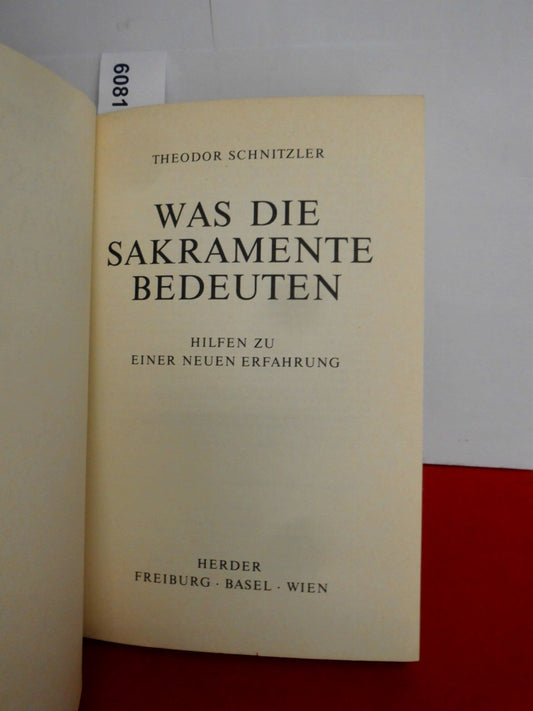 6081
THEODOR SCHNITZLER
WAS DIE
SAKRAMENTE
BEDEUTEN
HILFEN ZU
EINER NEUEN ERFAHRUNG
HERDER
FREIBURG · BASEL · WIEN